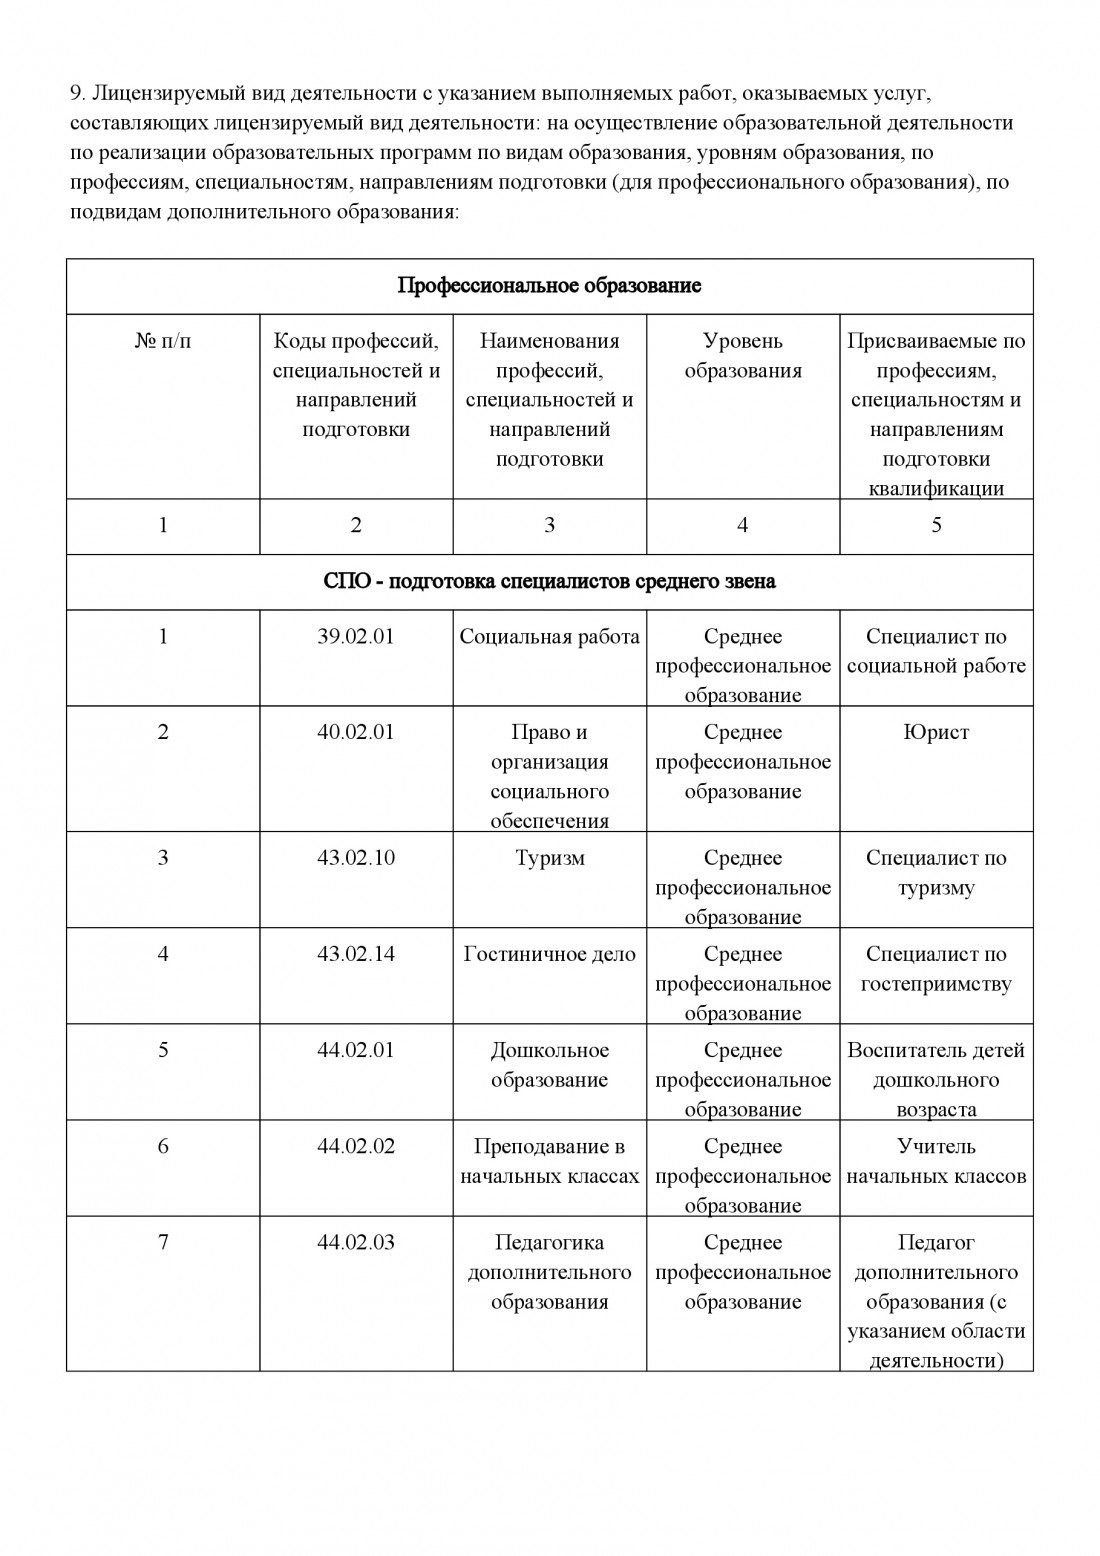 9. Лицензируемый вид деятельности с указанием выполняемых работ, оказываемых услуг,
составляющих лицензируемый вид деятельности: на осуществление образовательной деятельности
по реализации образовательных программ по видам образования, уровням образования, по
профессиям, специальностям, направлениям подготовки (для профессионального образования), по
подвидам дополнительного образования:
Профессиональное образование
№ п/п
Коды профессий,
специальностей и
направлений
подготовки
Наименования
профессий,
специальностей и
направлений
подготовки
Уровень
образования
Присваиваемые по
профессиям,
специальностям и
направлениям
подготовки
квалификации
1
2
3
4
5
СПО - подготовка специалистов среднего звена
1
39.02.01
Социальная работа
Среднее
профессиональное
образование
Специалист по
социальной работе
2
40.02.01
Право и
организация
социального
обеспечения
Среднее
профессиональное
образование
Юрист
3
43.02.10
Туризм
Среднее
профессиональное
образование
Специалист по
туризму
4
43.02.14
Гостиничное дело
Среднее
профессиональное
образование
Специалист по
гостеприимству
5
44.02.01
Дошкольное
образование
Среднее
профессиональное
образование
Воспитатель детей
дошкольного
возраста
6
44.02.02
Преподавание в
начальных классах
Среднее
профессиональное
образование
Учитель
начальных классов
7
44.02.03
Педагогика
дополнительного
образования
Среднее
профессиональное
образование
Педагог
дополнительного
образования (с
указанием области
деятельности)